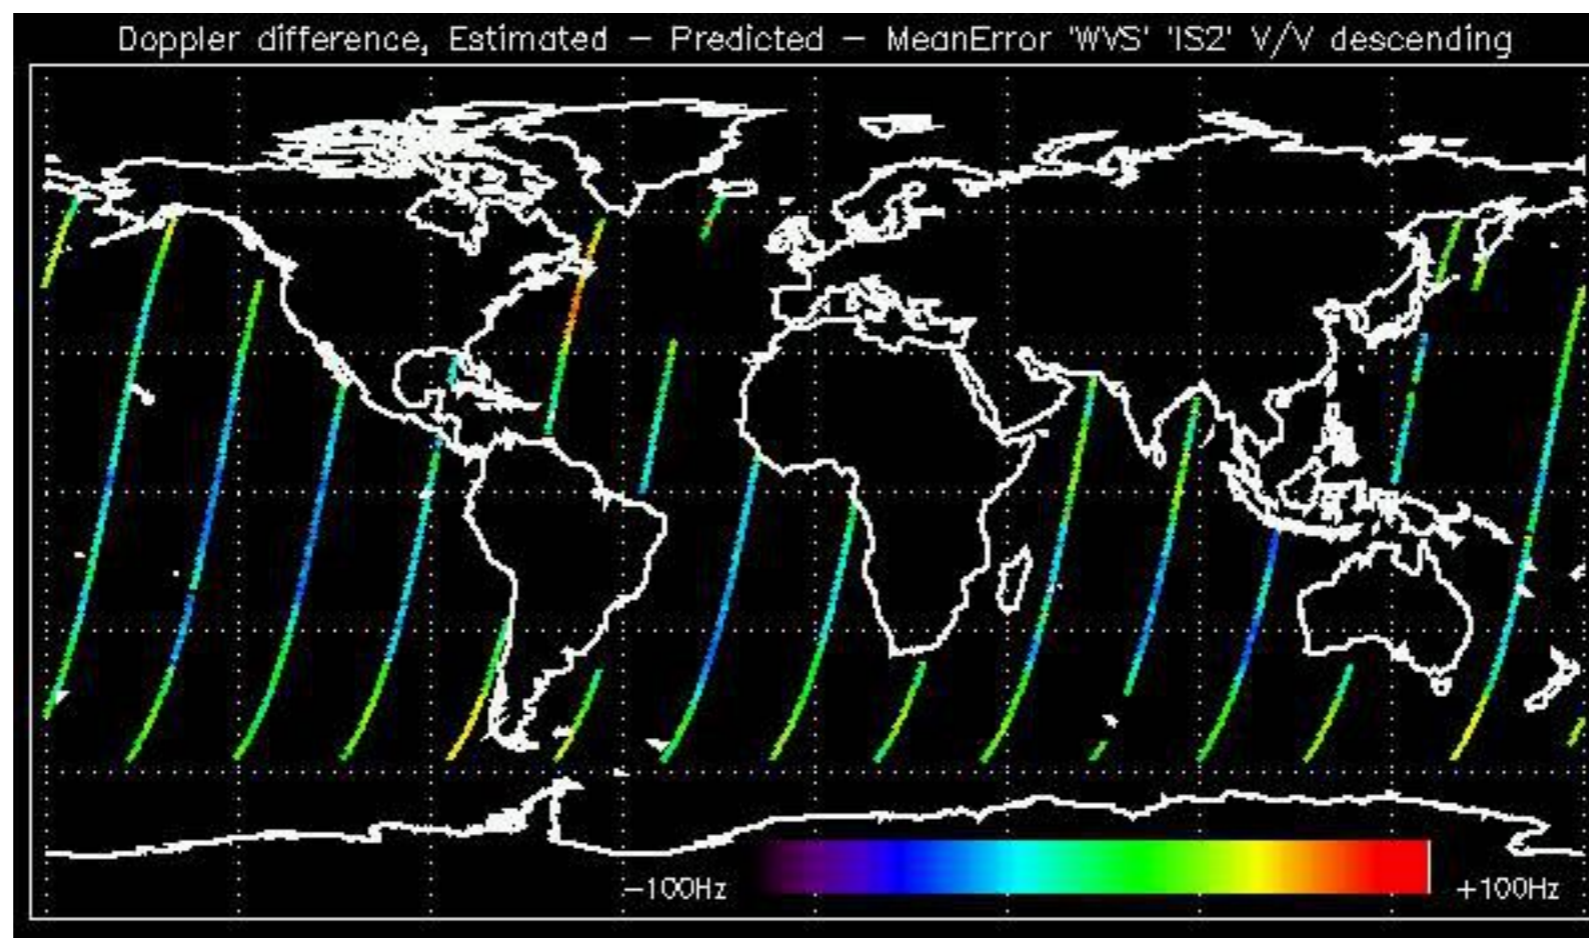 Doppler difference, Estimated – Predicted – MeanError 'WVS' 'IS2' V/V descending
–100Hz +100Hz